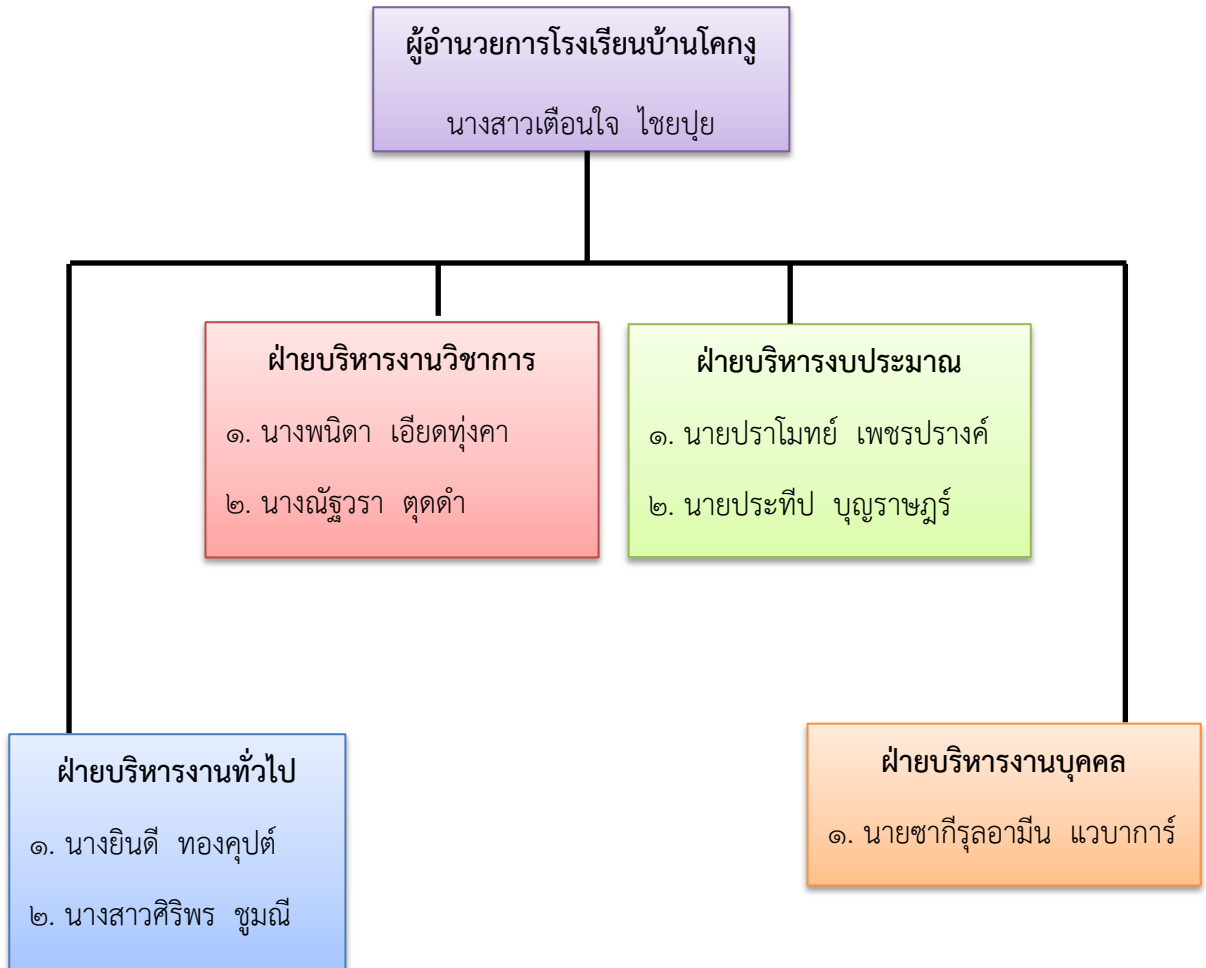 ผู้อำนวยการโรงเรียนบ้านโคกงู
นางสาวเตือนใจ ไชยปุย
ฝ่ายบริหารงานวิชาการ
๑. นางพนิดา เอียดทุ่งคา
๒. นางณัฐวรา ตุดดำ
ฝ่ายบริหารงบประมาณ
๑. นายปราโมทย์ เพชรปรางค์
๒. นายประทีป บุญราษฎร์
ฝ่ายบริหารงานทั่วไป
๑. นางยินดี ทองคุปต์
๒. นางสาวศิริพร ชูมณี
ฝ่ายบริหารงานบุคคล
๑. นายซากีรุลอามีน แวบาการ์